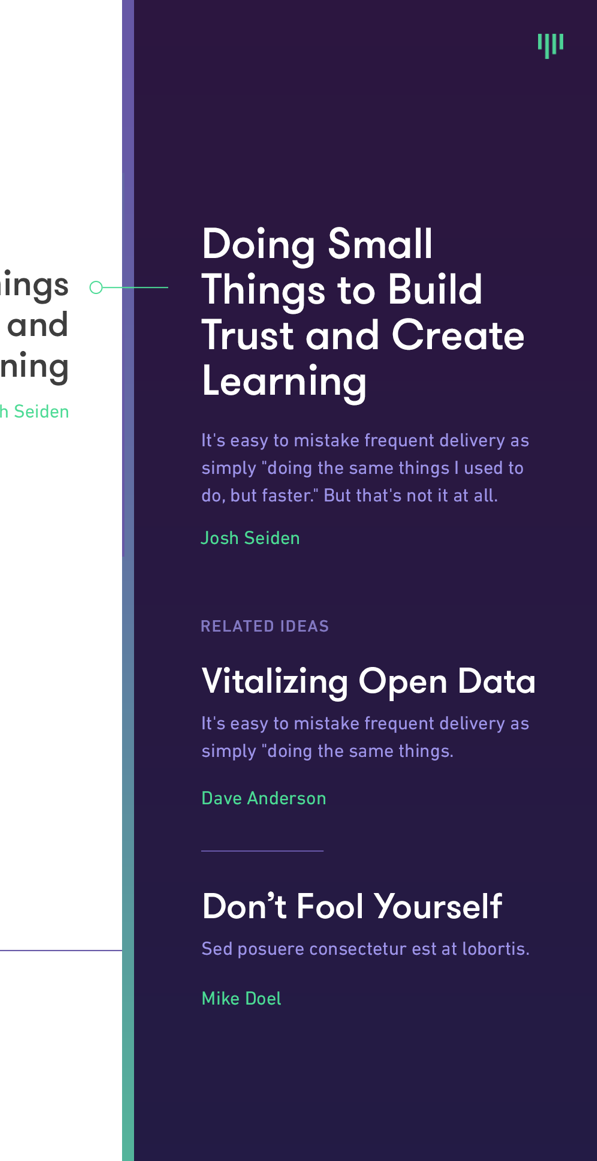 ings
and
ning
h Seiden
Doing Small
Things to Build
Trust and Create
Learning
It's easy to mistake frequent delivery as
simply "doing the same things I used to
do, but faster." But that's not it at all.
Josh Seiden
RELATED IDEAS
Vitalizing Open Data
It's easy to mistake frequent delivery as
simply "doing the same things.
Dave Anderson
Don’t Fool Yourself
Sed posuere consectetur est at lobortis.
Mike Doel